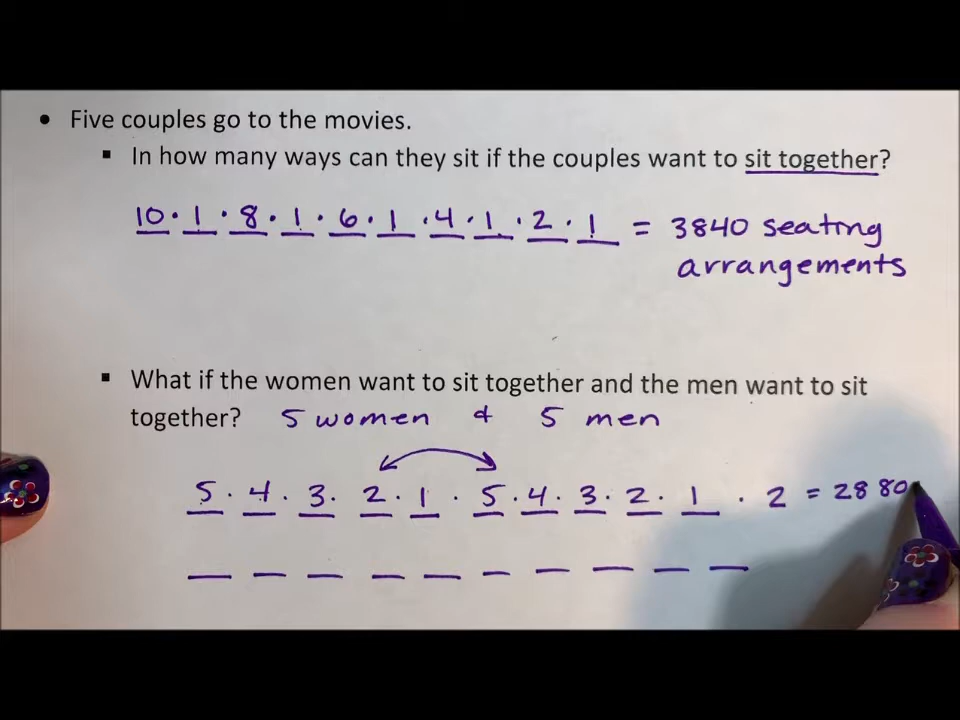 • Five couples go to the movies.
▪ In how many ways can they sit if the couples want to sit together?
10 · 1 · 8 · 1 · 6 · 1 · 4 · 1 · 2 · 1 = 3840 seating
arrangements
▪ What if the women want to sit together and the men want to sit
together? 5 women & 5 men
5 · 4 · 3 · 2 · 1 · 5 · 4 · 3 · 2 · 1 · 2 = 2880